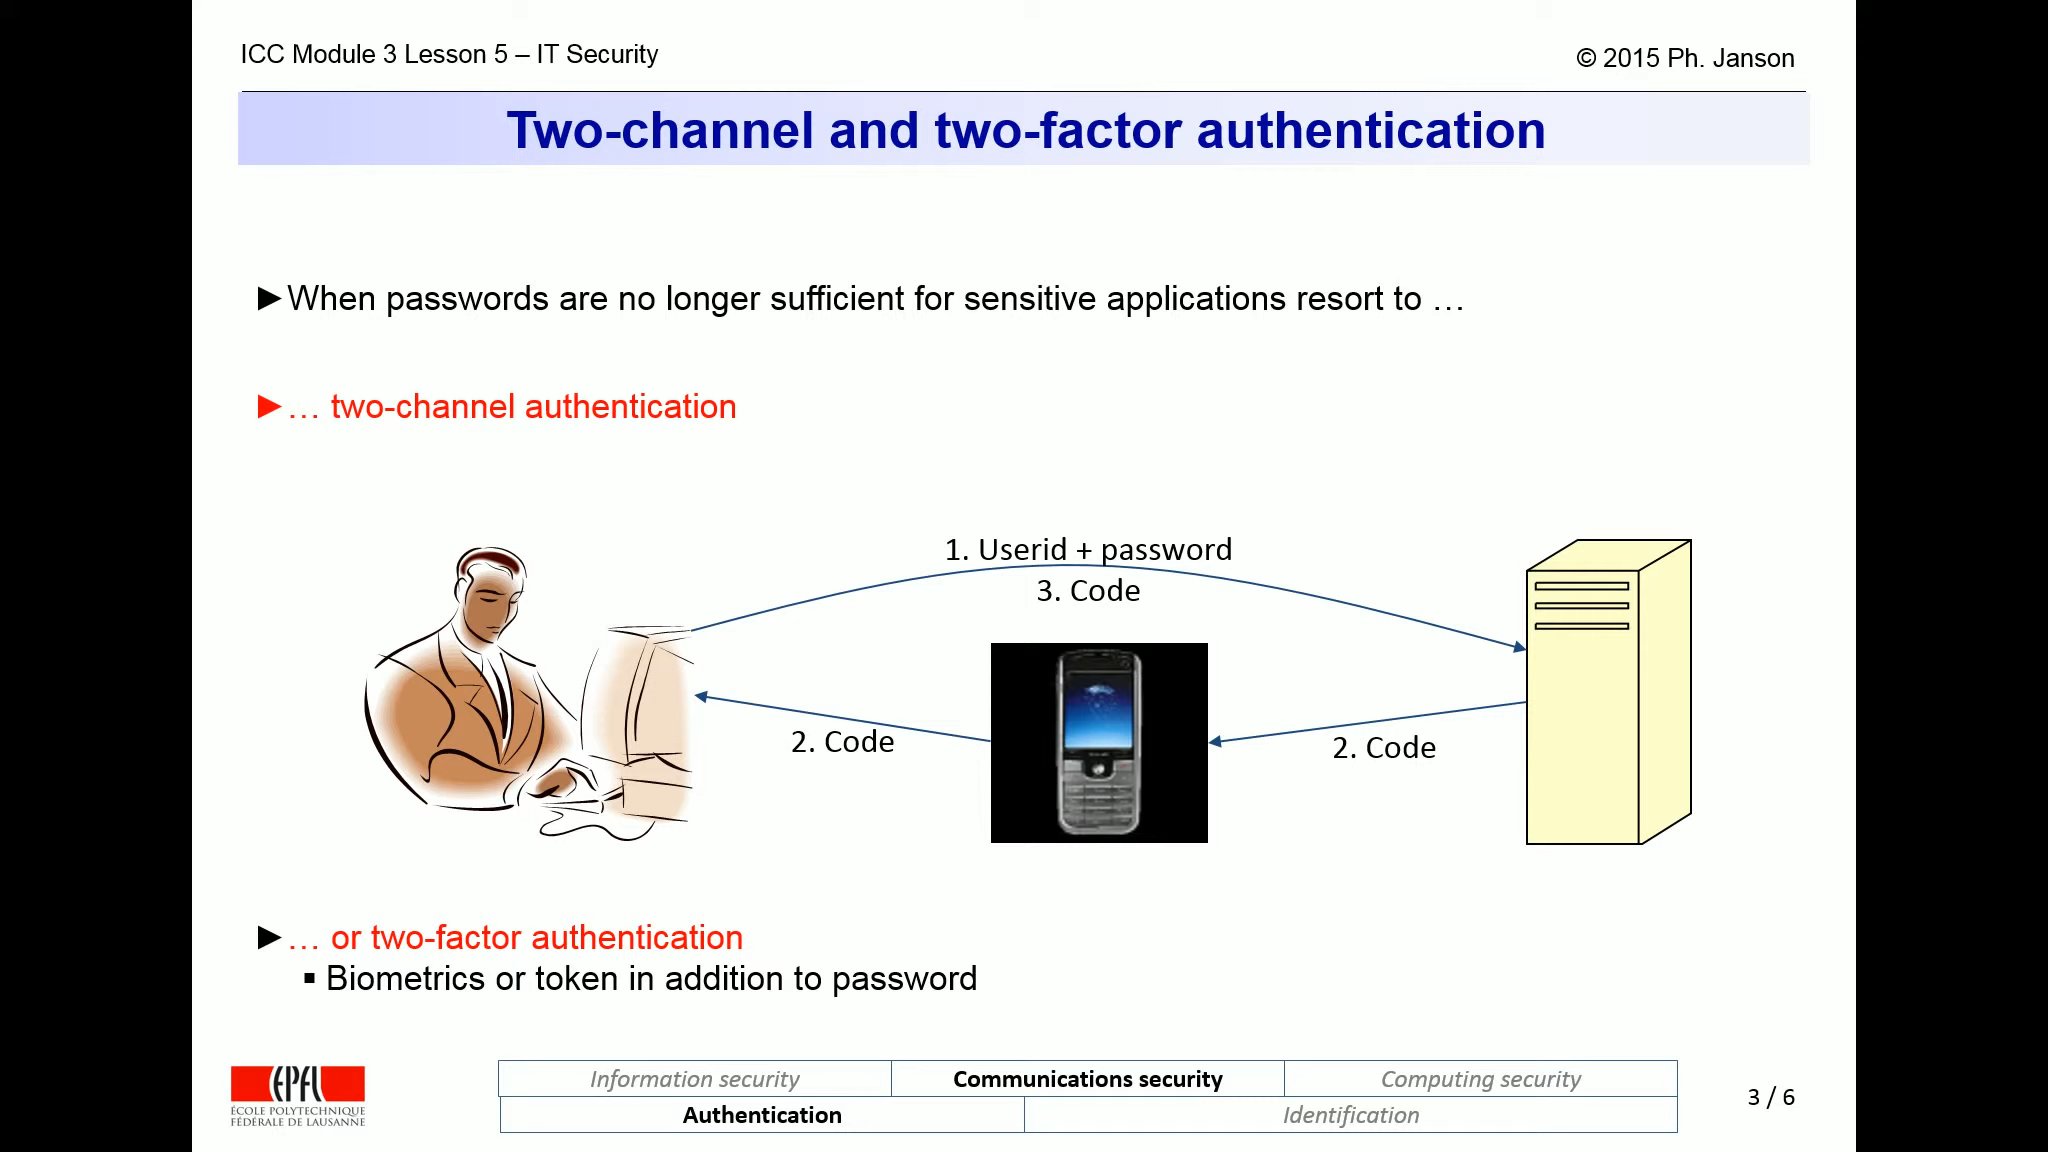 ICC Module 3 Lesson 5 – IT Security
© 2015 Ph. Janson
Two-channel and two-factor authentication
►When passwords are no longer sufficient for sensitive applications resort to …
►… two-channel authentication
1. Userid + password
3. Code
2. Code
2. Code
►… or two-factor authentication
▪ Biometrics or token in addition to password
EPFL
ÉCOLE POLYTECHNIQUE
FÉDÉRALE DE LAUSANNE
Information security
Communications security
Computing security
Authentication
Identification
3 / 6